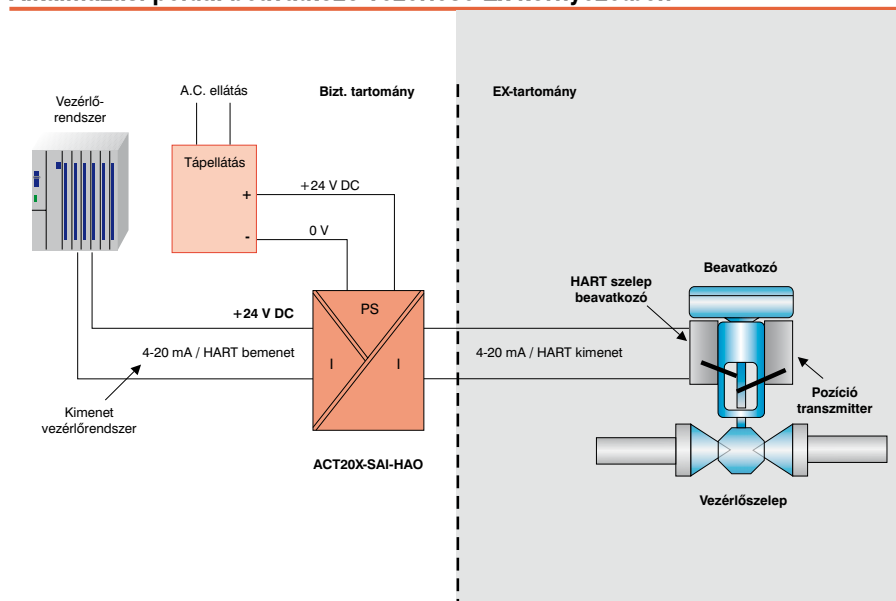 A.C. ellátás
Bizt. tartomány
EX-tartomány
Vezérlő-
rendszer
Tápellátás
+
+24 V DC
-
0 V
Beavatkozó
HART szelep
beavatkozó
+24 V DC
PS
4-20 mA / HART bemenet
I
I
4-20 mA / HART kimenet
Pozíció
transzmitter
Kimenet
vezérlőrendszer
ACT20X-SAI-HAO
Vezérlőszelep